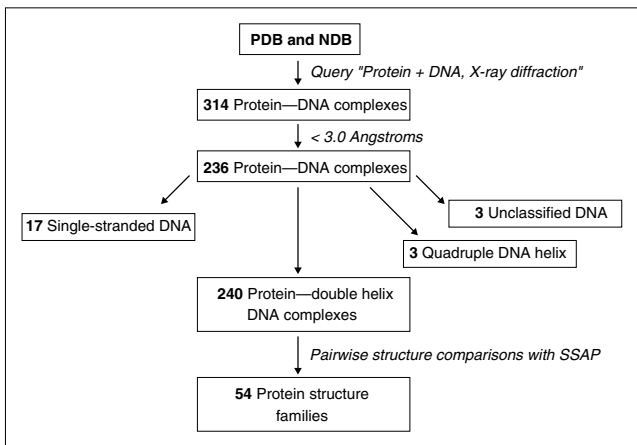 PDB and NDB
Query "Protein + DNA, X-ray diffraction"
314 Protein—DNA complexes
< 3.0 Angstroms
236 Protein—DNA complexes
17 Single-stranded DNA
3 Unclassified DNA
3 Quadruple DNA helix
240 Protein—double helix
DNA complexes
Pairwise structure comparisons with SSAP
54 Protein structure
families